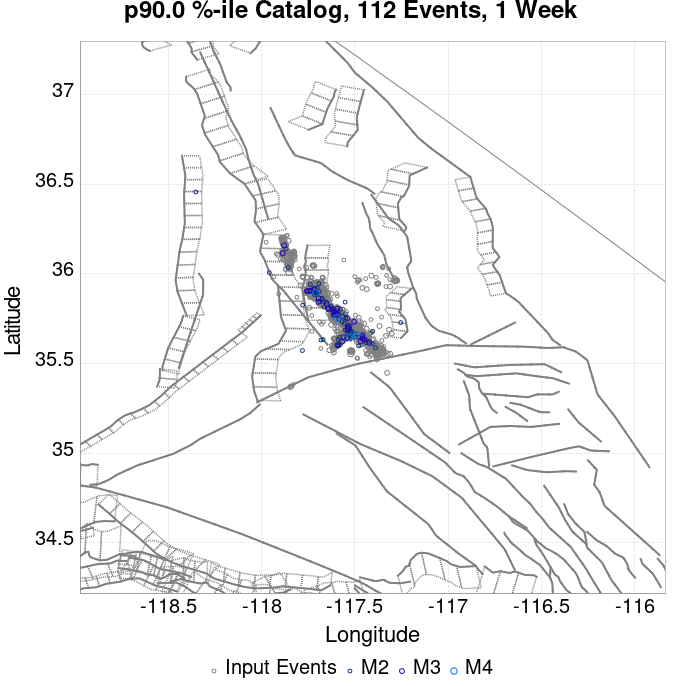 p90.0 %-ile Catalog, 112 Events, 1 Week
37
36.5
36
35.5
35
34.5
Latitude
-118.5 -118 -117.5 -117 -116.5 -116
Longitude
Input Events M2 M3 M4